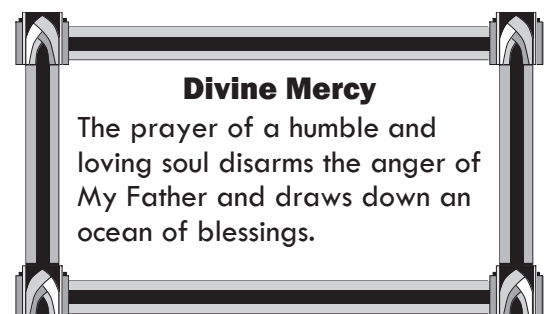 Divine Mercy
The prayer of a humble and
loving soul disarms the anger of
My Father and draws down an
ocean of blessings.